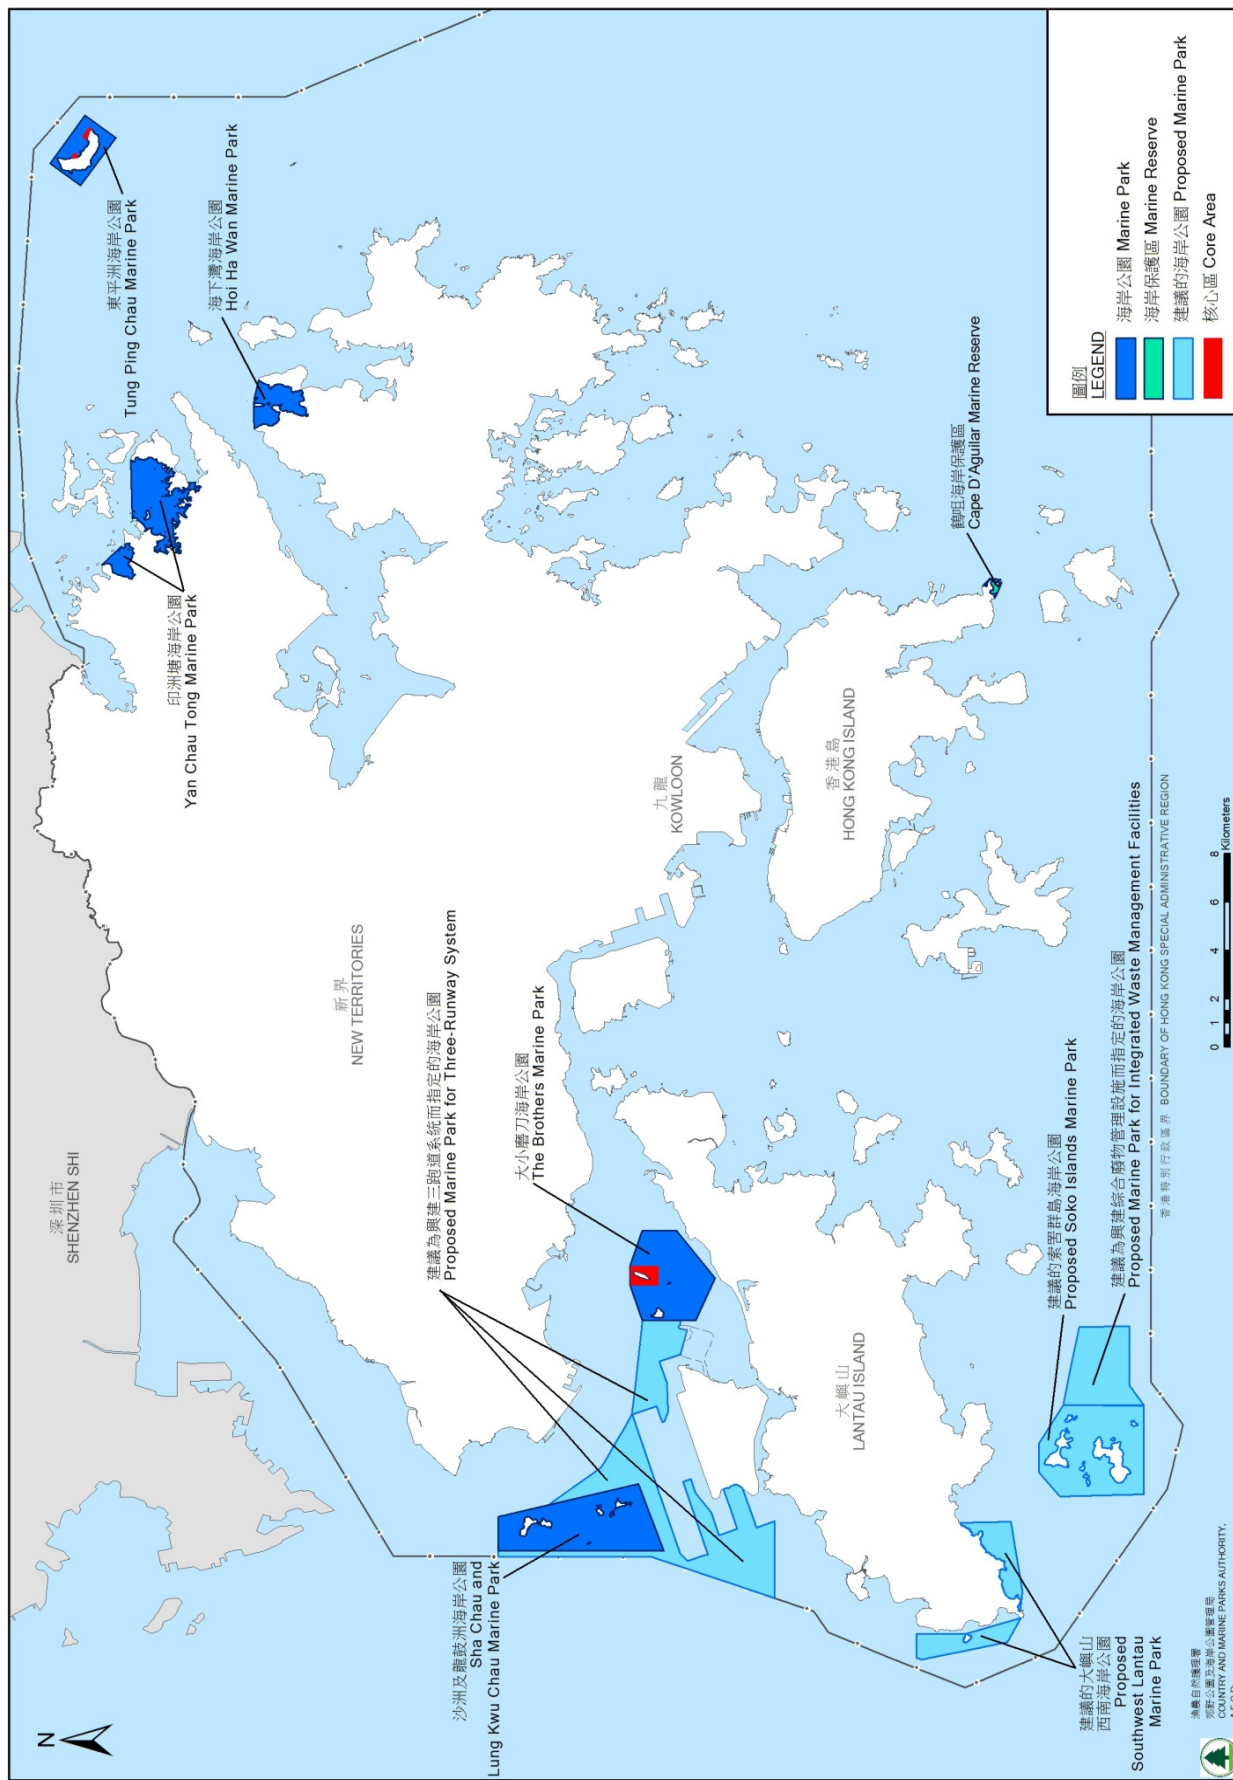 N
深圳市
SHENZHEN SHI
東平洲海岸公園
Tung Ping Chau Marine Park
印洲塘海岸公園
Yan Chau Tong Marine Park
海下灣海岸公園
Hoi Ha Wan Marine Park
新界
NEW TERRITORIES
建議為興建三跑道系統而指定的海岸公園
Proposed Marine Park for Three-Runway System
沙洲及龍鼓洲海岸公園
Sha Chau and
Lung Kwu Chau Marine Park
大小磨刀海岸公園
The Brothers Marine Park
九龍
KOWLOON
香港島
HONG KONG ISLAND
鶴咀海岸保護區
Cape D'Aguilar Marine Reserve
大嶼山
LANTAU ISLAND
建議的大嶼山
西南海岸公園
Proposed
Southwest Lantau
Marine Park
建議的索罟群島海岸公園
Proposed Soko Islands Marine Park
建議為興建綜合廢物管理設施而指定的海岸公園
Proposed Marine Park for Integrated Waste Management Facilities
香港特別行政區界 BOUNDARY OF HONG KONG SPECIAL ADMINISTRATIVE REGION
圖例
LEGEND
海岸公園 Marine Park
海岸保護區 Marine Reserve
建議的海岸公園 Proposed Marine Park
核心區 Core Area
0 1 2 4 6 8
Kilometers
漁農自然護理署
郊野公園及海岸公園管理局
COUNTRY AND MARINE PARKS AUTHORITY,